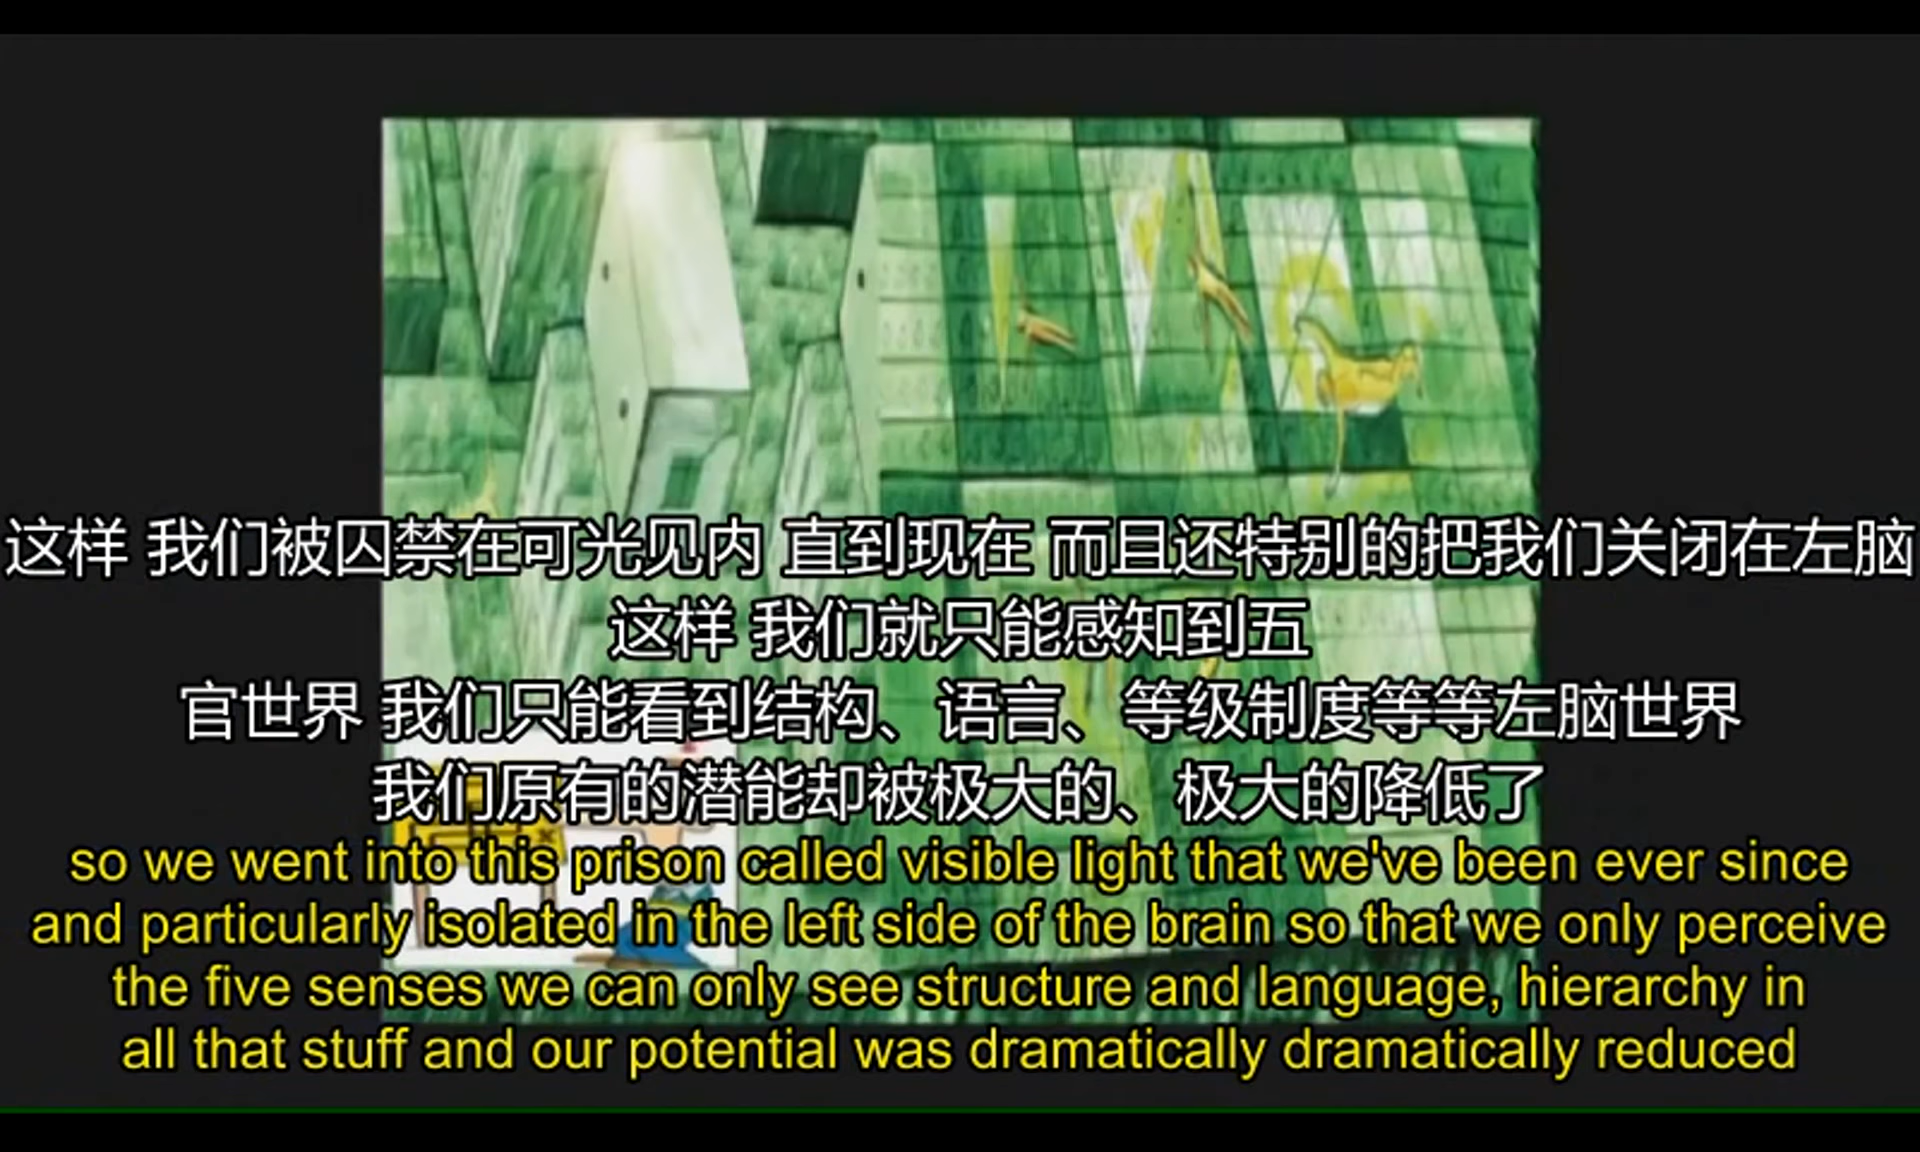 这样 我们被囚禁在可光见内 直到现在 而且还特别的把我们关闭在左脑
这样 我们就只能感知到五
官世界 我们只能看到结构、语言、等级制度等等左脑世界
我们原有的潜能却被极大的、极大的降低了
so we went into this prison called visible light that we've been ever since
and particularly isolated in the left side of the brain so that we only perceive
the five senses we can only see structure and language, hierarchy in
all that stuff and our potential was dramatically dramatically reduced